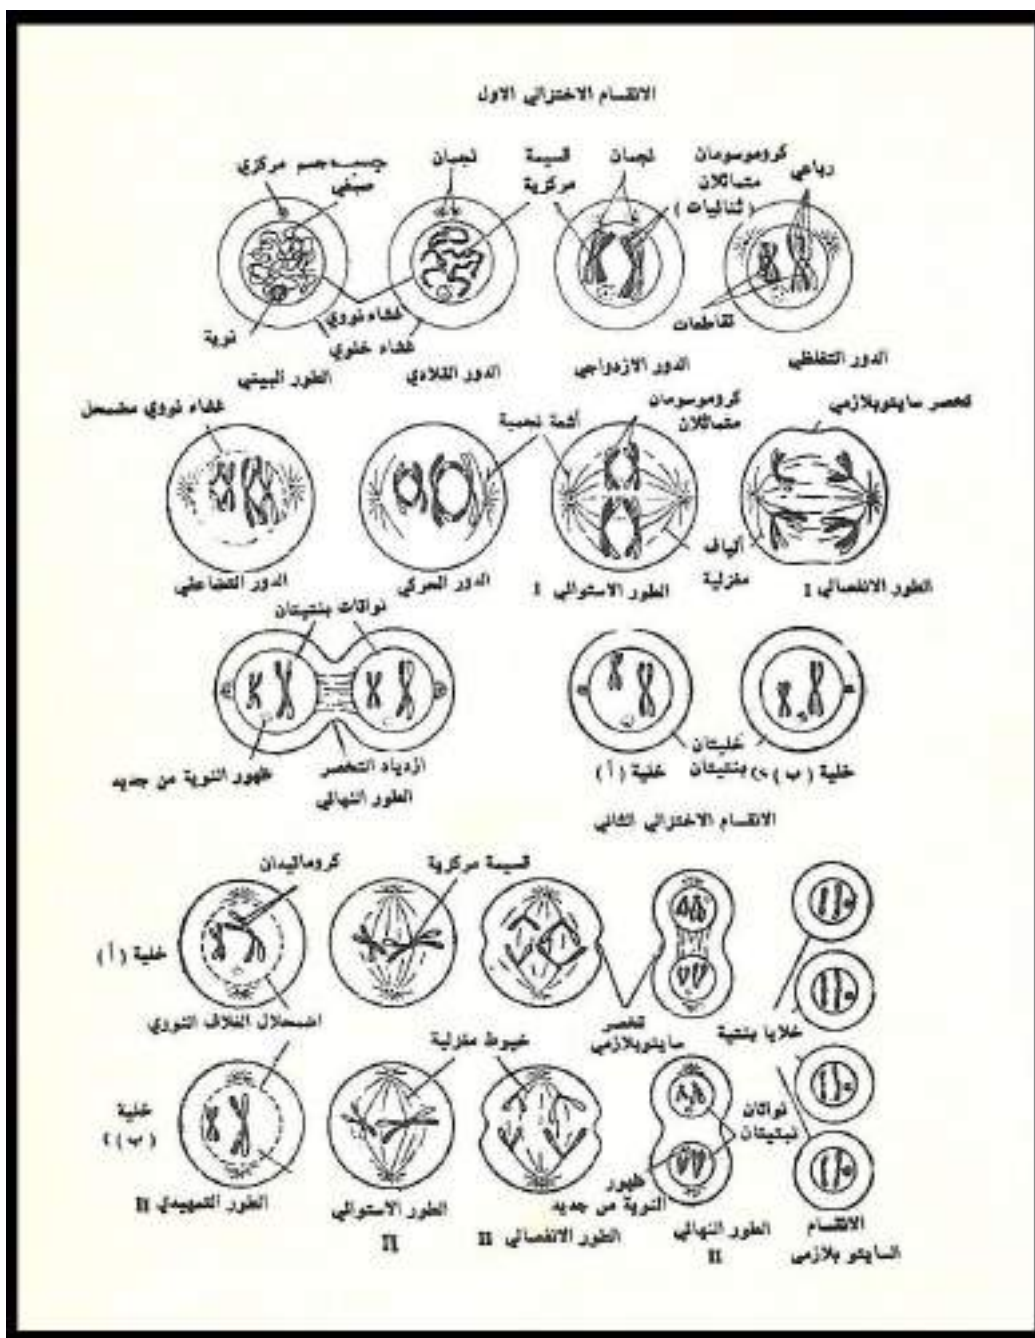 الانقسام الاختزالي الاول
جسم مركزي
صبغي
نجمان
قسيمة
مركزية
نجمان
كروموسومان
متماثلان
( ثنائيات )
رباعي
نوية
غشاء نووي
غشاء خلوي
تقاطعات
الطور البيني
الدور القلادي
الدور الازدواجي
الدور التغلظي
غشاء نووي مضمحل
أشعة نجمية
كروموسومان
متماثلان
تخصر سايتوبلازمي
ألياف
مغزلية
الدور التضاعفي
الدور الحركي
الطور الاستوائي I
الطور الانفصالي I
نواتان بنتيتان
ظهور النوية من جديد
ازدياد التخصر
الطور النهائي
خليتان
بنتيتان
خلية ( أ )
خلية ( ب )
الانقسام الاختزالي الثاني
كروماتيدان
قسيمة مركزية
خلية ( أ )
اضمحلال الغلاف النووي
تخصر
سايتوبلازمي
خلايا بنتية
خيوط مغزلية
خلية
( ب )
نواتان
ظهور
النوية من جديد
الطور التمهيدي II
الطور الاستوائي
II
الطور الانفصالي II
الطور النهائي
II
الانقسام
السايتوبلازمي